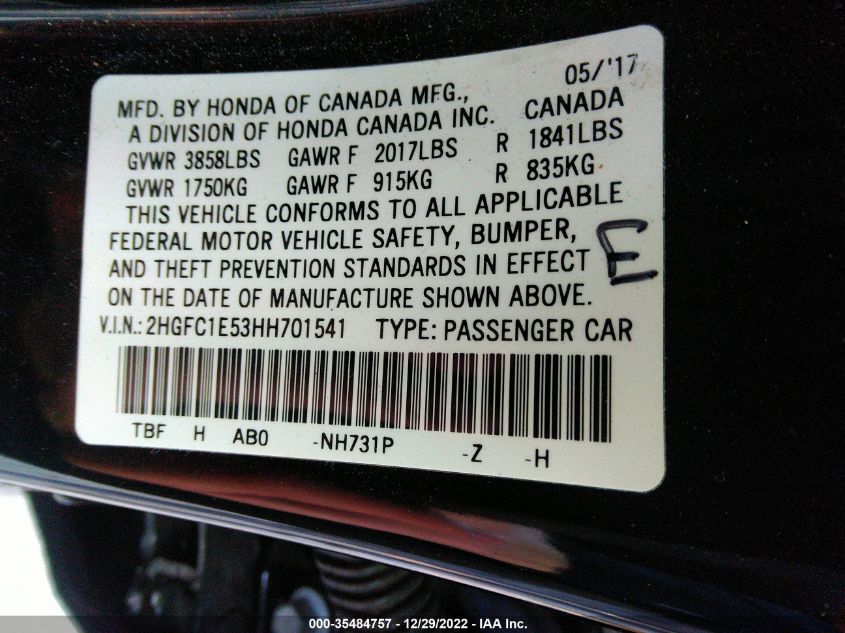 05/'17
MFD. BY HONDA OF CANADA MFG.,
A DIVISION OF HONDA CANADA INC. CANADA
GVWR 3858LBS GAWR F 2017LBS R 1841LBS
GVWR 1750KG GAWR F 915KG R 835KG
THIS VEHICLE CONFORMS TO ALL APPLICABLE
FEDERAL MOTOR VEHICLE SAFETY, BUMPER,
AND THEFT PREVENTION STANDARDS IN EFFECT
ON THE DATE OF MANUFACTURE SHOWN ABOVE.
E
V.I.N.: 2HGFC1E53HH701541 TYPE: PASSENGER CAR
TBF H AB0 -NH731P -Z -H
000-35484757 - 12/29/2022 - IAA Inc.